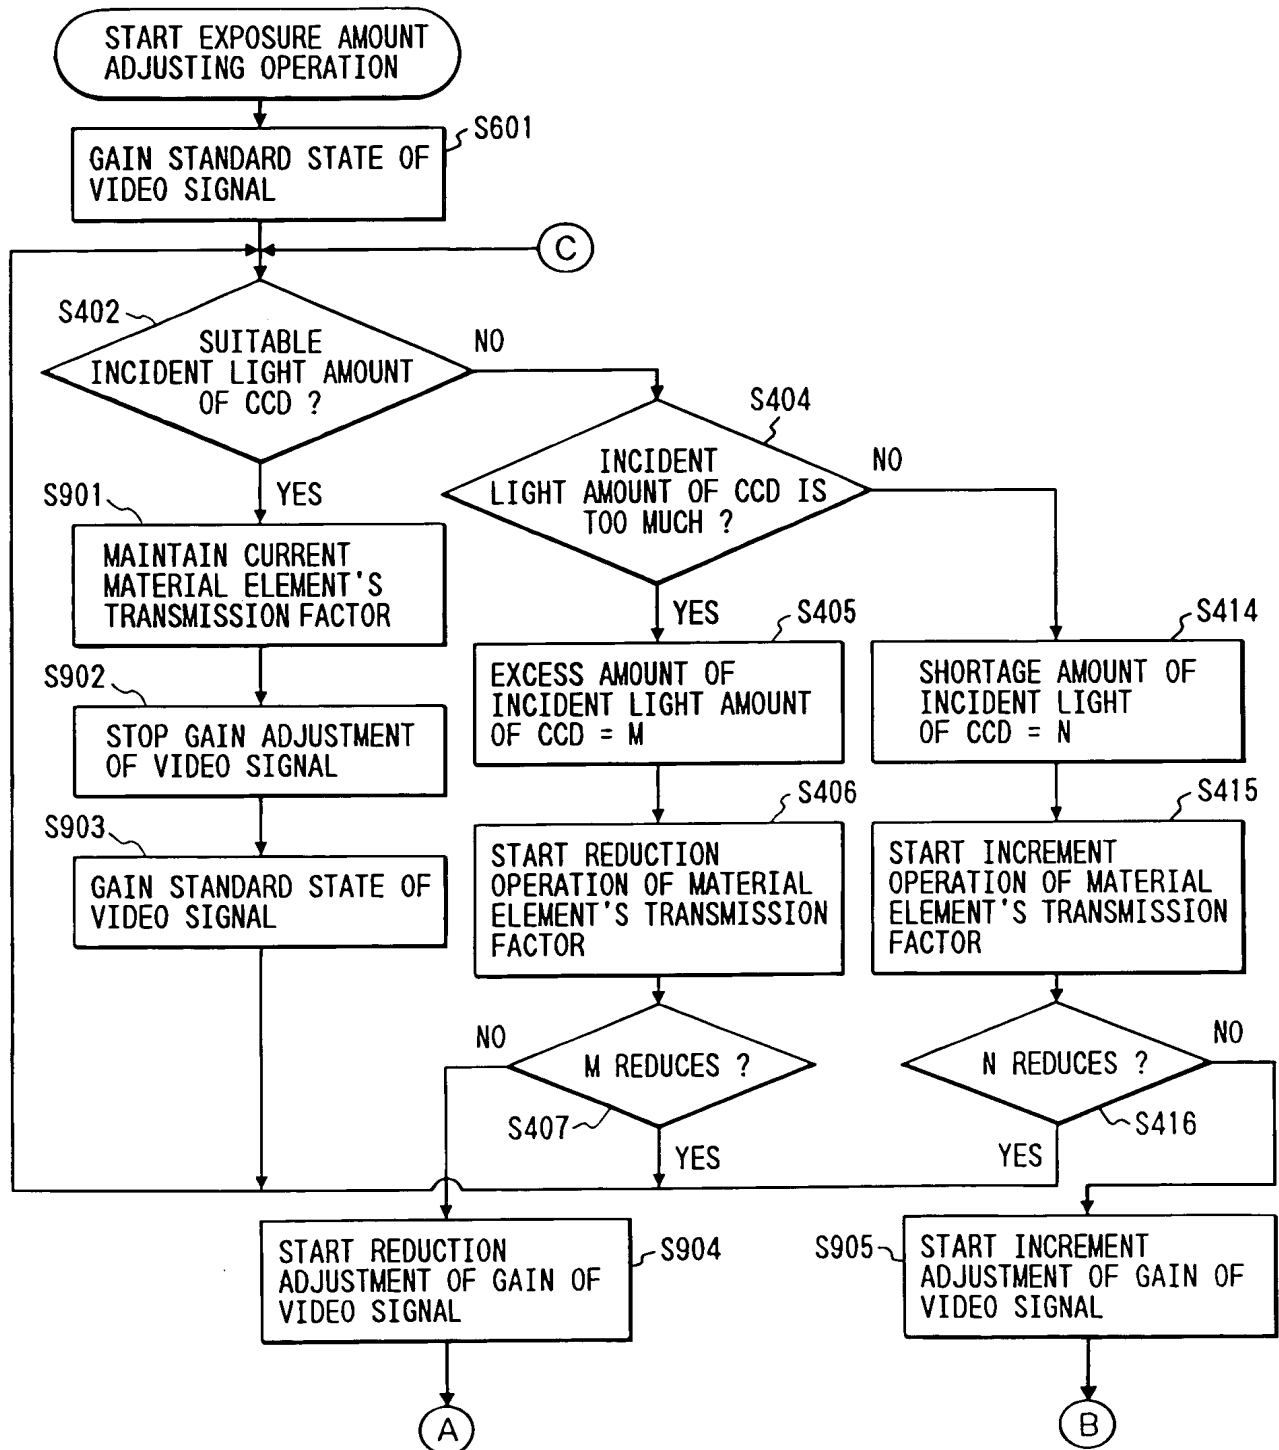 START EXPOSURE AMOUNT
ADJUSTING OPERATION
S601
GAIN STANDARD STATE OF
VIDEO SIGNAL
C
S402
SUITABLE
INCIDENT LIGHT AMOUNT
OF CCD ?
NO
YES
S404
INCIDENT
LIGHT AMOUNT OF CCD IS
TOO MUCH ?
NO
YES
S901
MAINTAIN CURRENT
MATERIAL ELEMENT'S
TRANSMISSION FACTOR
S902
STOP GAIN ADJUSTMENT
OF VIDEO SIGNAL
S903
GAIN STANDARD STATE OF
VIDEO SIGNAL
S405
EXCESS AMOUNT OF
INCIDENT LIGHT AMOUNT
OF CCD = M
S406
START REDUCTION
OPERATION OF MATERIAL
ELEMENT'S TRANSMISSION
FACTOR
NO
M REDUCES ?
S407
YES
S414
SHORTAGE AMOUNT OF
INCIDENT LIGHT
OF CCD = N
S415
START INCREMENT
OPERATION OF MATERIAL
ELEMENT'S TRANSMISSION
FACTOR
NO
N REDUCES ?
S416
YES
START REDUCTION
ADJUSTMENT OF GAIN OF
VIDEO SIGNAL
S904
A
S905
START INCREMENT
ADJUSTMENT OF GAIN OF
VIDEO SIGNAL
B